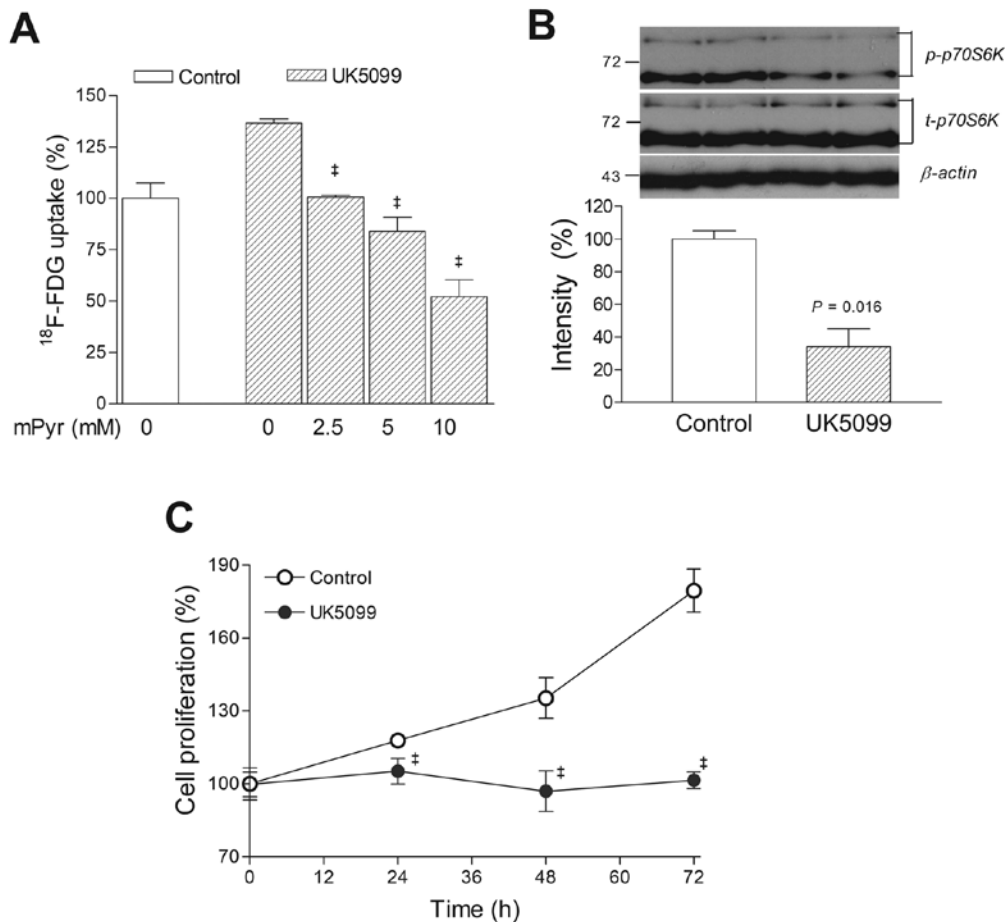 A
Control UK5099
150
125
100
75
50
25
0
¹⁸F-FDG uptake (%)
‡
‡
‡
mPyr (mM) 0 0 2.5 5 10
B
72
p-p70S6K
72
t-p70S6K
43
β-actin
120
100
80
60
40
20
0
Intensity (%)
P = 0.016
Control UK5099
C
Control
UK5099
190
160
130
100
70
Cell proliferation (%)
‡
‡
‡
0 12 24 36 48 60 72
Time (h)